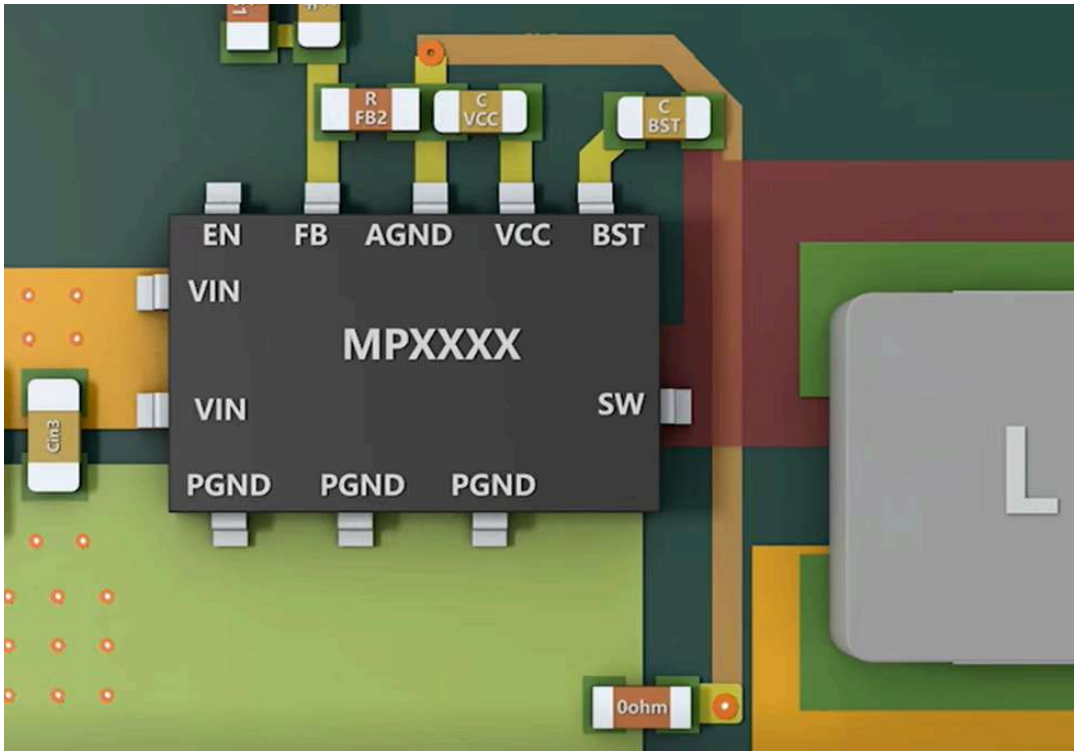 R
FB2
C
VCC
C
BST
EN FB AGND VCC BST
VIN
MPXXXX
VIN
SW
Cin3
PGND PGND PGND
L
0ohm